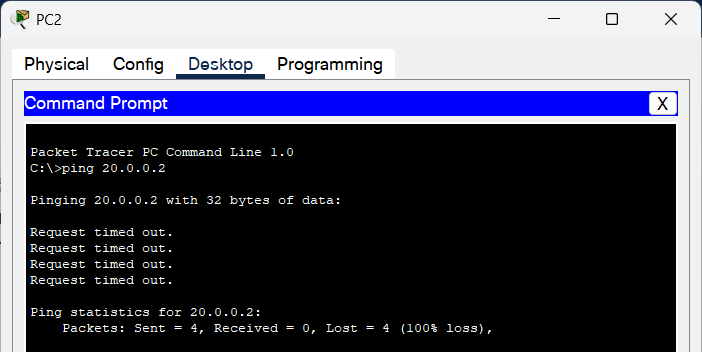 PC2
Physical Config Desktop Programming
Command Prompt X
Packet Tracer PC Command Line 1.0
C:\>ping 20.0.0.2
Pinging 20.0.0.2 with 32 bytes of data:
Request timed out.
Request timed out.
Request timed out.
Request timed out.
Ping statistics for 20.0.0.2:
    Packets: Sent = 4, Received = 0, Lost = 4 (100% loss),